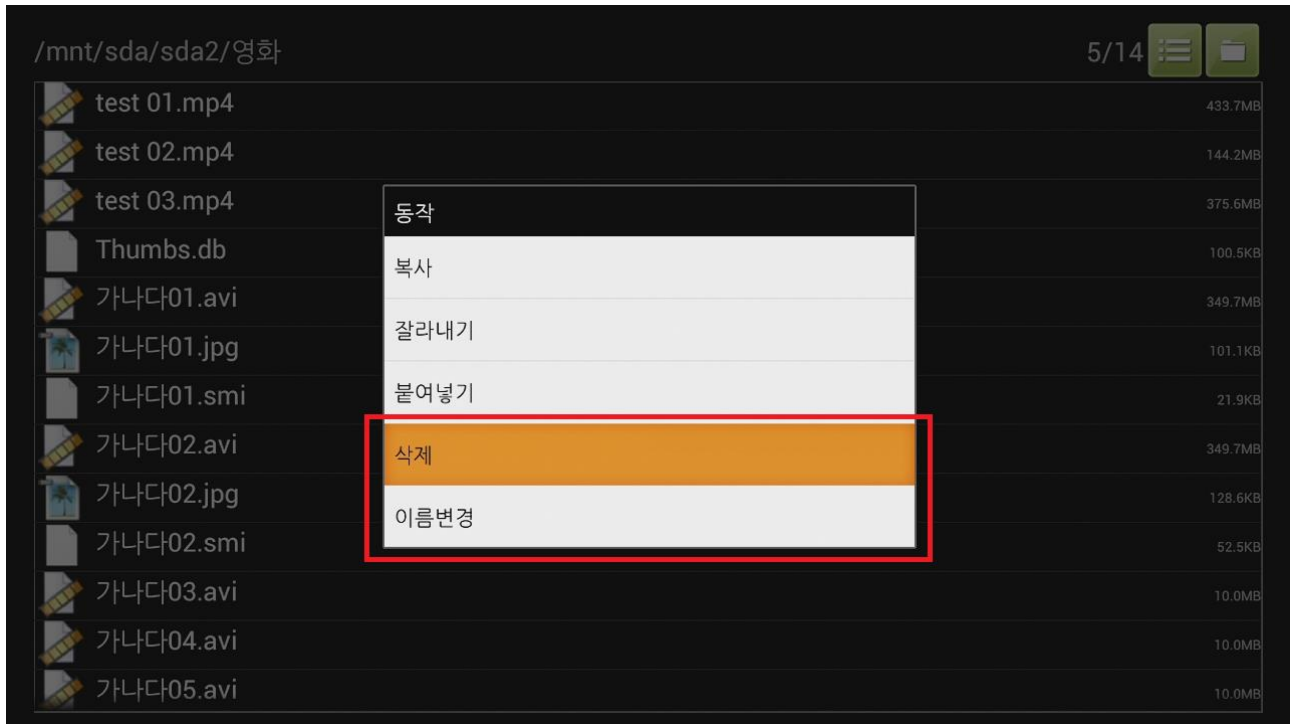 /mnt/sda/sda2/영화 5/14
test 01.mp4 433.7MB
test 02.mp4 144.2MB
test 03.mp4 375.6MB
Thumbs.db 100.5KB
가나다01.avi 349.7MB
가나다01.jpg 101.1KB
가나다01.smi 21.9KB
가나다02.avi 349.7MB
가나다02.jpg 128.6KB
가나다02.smi 52.5KB
가나다03.avi 10.0MB
가나다04.avi 10.0MB
가나다05.avi 10.0MB
동작
복사
잘라내기
붙여넣기
삭제
이름변경